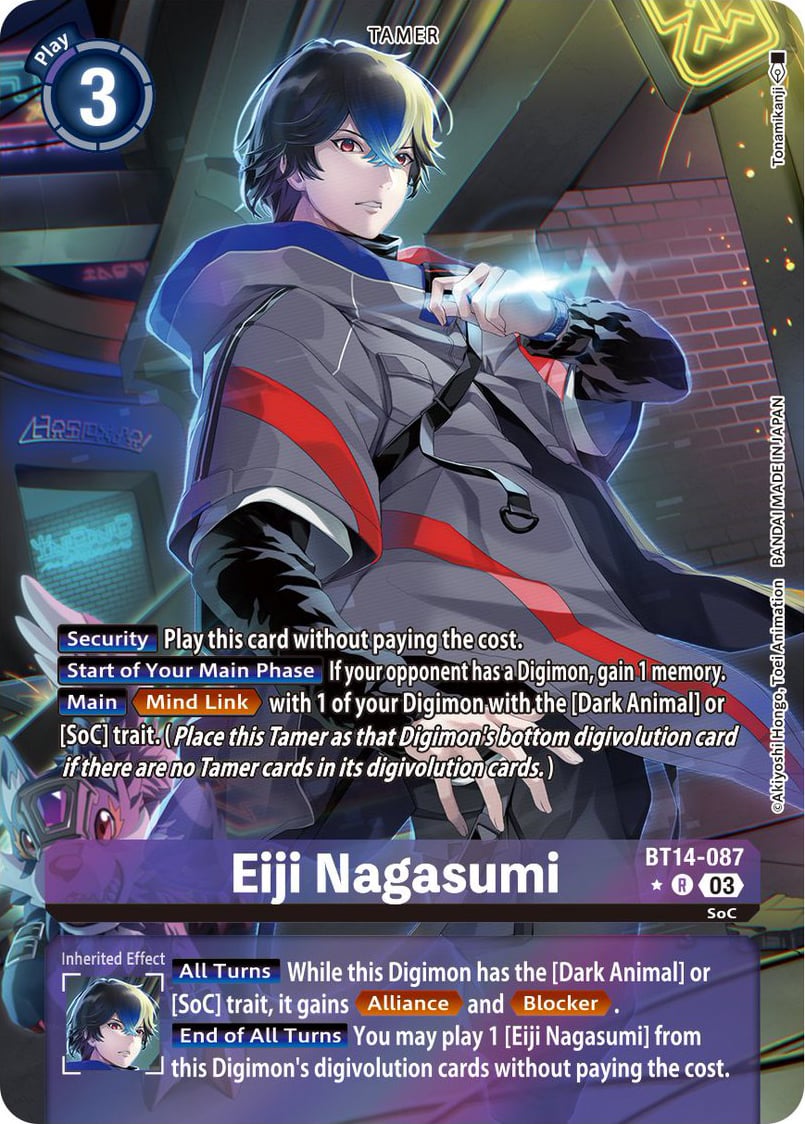 TAMER
Play
3
Tonamikanji
©Akiyoshi Hongo, Toei Animation BANDAI MADE IN JAPAN
Security Play this card without paying the cost.
Start of Your Main Phase If your opponent has a Digimon, gain 1 memory.
Main Mind Link with 1 of your Digimon with the [Dark Animal] or
[SoC] trait. (Place this Tamer as that Digimon's bottom digivolution card
if there are no Tamer cards in its digivolution cards.)
Eiji Nagasumi
BT14-087
R 03
SoC
Inherited Effect
All Turns While this Digimon has the [Dark Animal] or
[SoC] trait, it gains Alliance and Blocker.
End of All Turns You may play 1 [Eiji Nagasumi] from
this Digimon's digivolution cards without paying the cost.